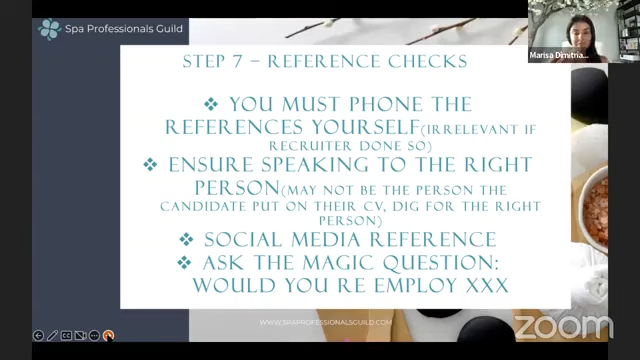 Spa Professionals Guild
STEP 7 – REFERENCE CHECKS
❖ YOU MUST PHONE THE
REFERENCES YOURSELF(IRRELEVANT IF
RECRUITER DONE SO)
❖ ENSURE SPEAKING TO THE RIGHT
PERSON(MAY NOT BE THE PERSON THE
CANDIDATE PUT ON THEIR CV, DIG FOR THE RIGHT
PERSON)
❖ SOCIAL MEDIA REFERENCE
❖ ASK THE MAGIC QUESTION:
WOULD YOU RE EMPLOY XXX
WWW.SPAPROFESSIONALSGUILD.COM
Marisa Dimitria...
zoom